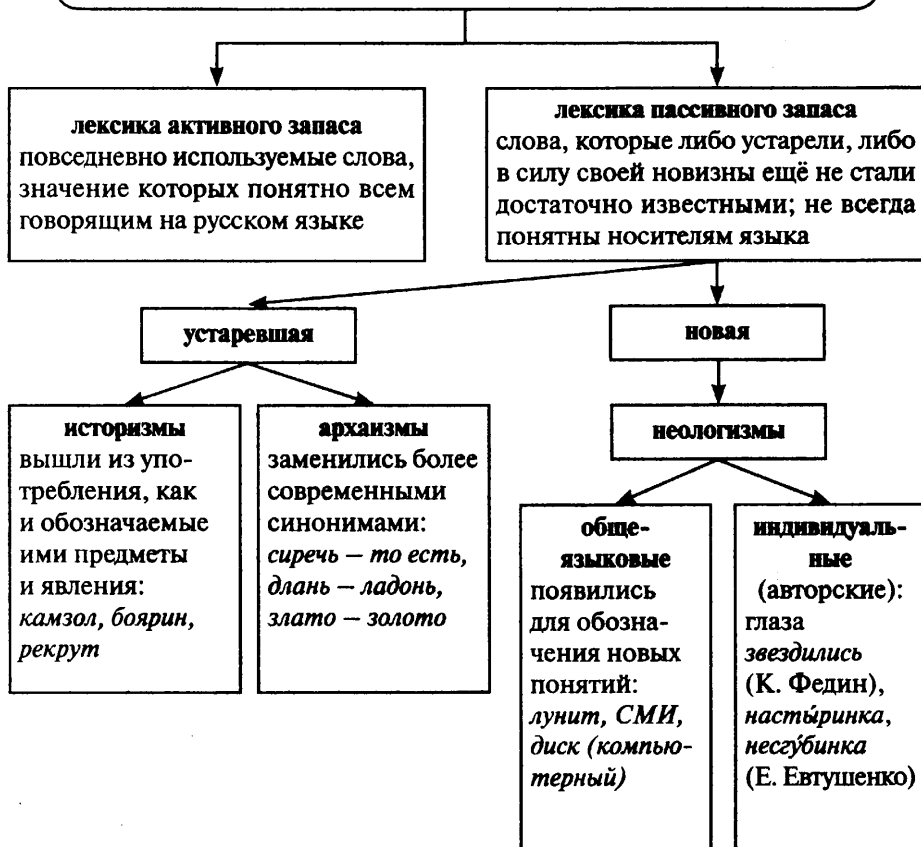 лексика активного запаса
повседневно используемые слова,
значение которых понятно всем
говорящим на русском языке
лексика пассивного запаса
слова, которые либо устарели, либо
в силу своей новизны ещё не стали
достаточно известными; не всегда
понятны носителям языка
устаревшая
новая
историзмы
вышли из упо-
требления, как
и обозначаемые
ими предметы
и явления:
камзол, боярин,
рекрут
архаизмы
заменились более
современными
синонимами:
сиречь – то есть,
длань – ладонь,
злато – золото
неологизмы
обще-
языковые
появились
для обозна-
чения новых
понятий:
лунит, СМИ,
диск (компью-
терный)
индивидуаль-
ные
(авторские):
глаза
звездились
(К. Федин),
насты́ринка,
несгу́бинка
(Е. Евтушенко)